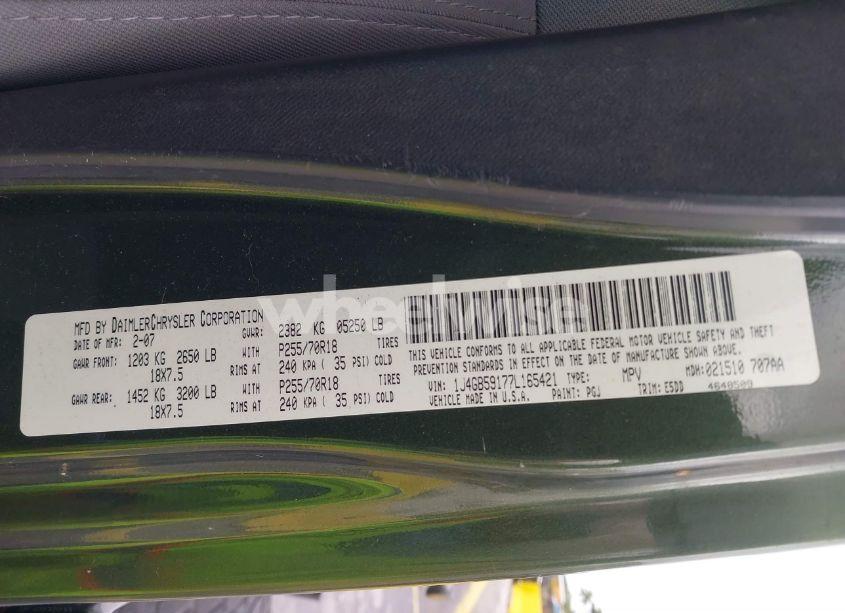 MFD BY DAIMLERCHRYSLER CORPORATION
DATE OF MFR: 2-07 GVWR: 2382 KG 05250 LB
GAWR FRONT: 1203 KG 2650 LB WITH P255/70R18 TIRES
18X7.5 RIMS AT 240 KPA ( 35 PSI) COLD
GAWR REAR: 1452 KG 3200 LB WITH P255/70R18 TIRES
18X7.5 RIMS AT 240 KPA ( 35 PSI) COLD
THIS VEHICLE CONFORMS TO ALL APPLICABLE FEDERAL MOTOR VEHICLE SAFETY AND THEFT
PREVENTION STANDARDS IN EFFECT ON THE DATE OF MANUFACTURE SHOWN ABOVE.
VIN: 1J4GB59177L165421 TYPE: MPV MDH: 021510 707AA
VEHICLE MADE IN U.S.A. PAINT: PGJ TRIM: E5DD 4648509
wheelwise